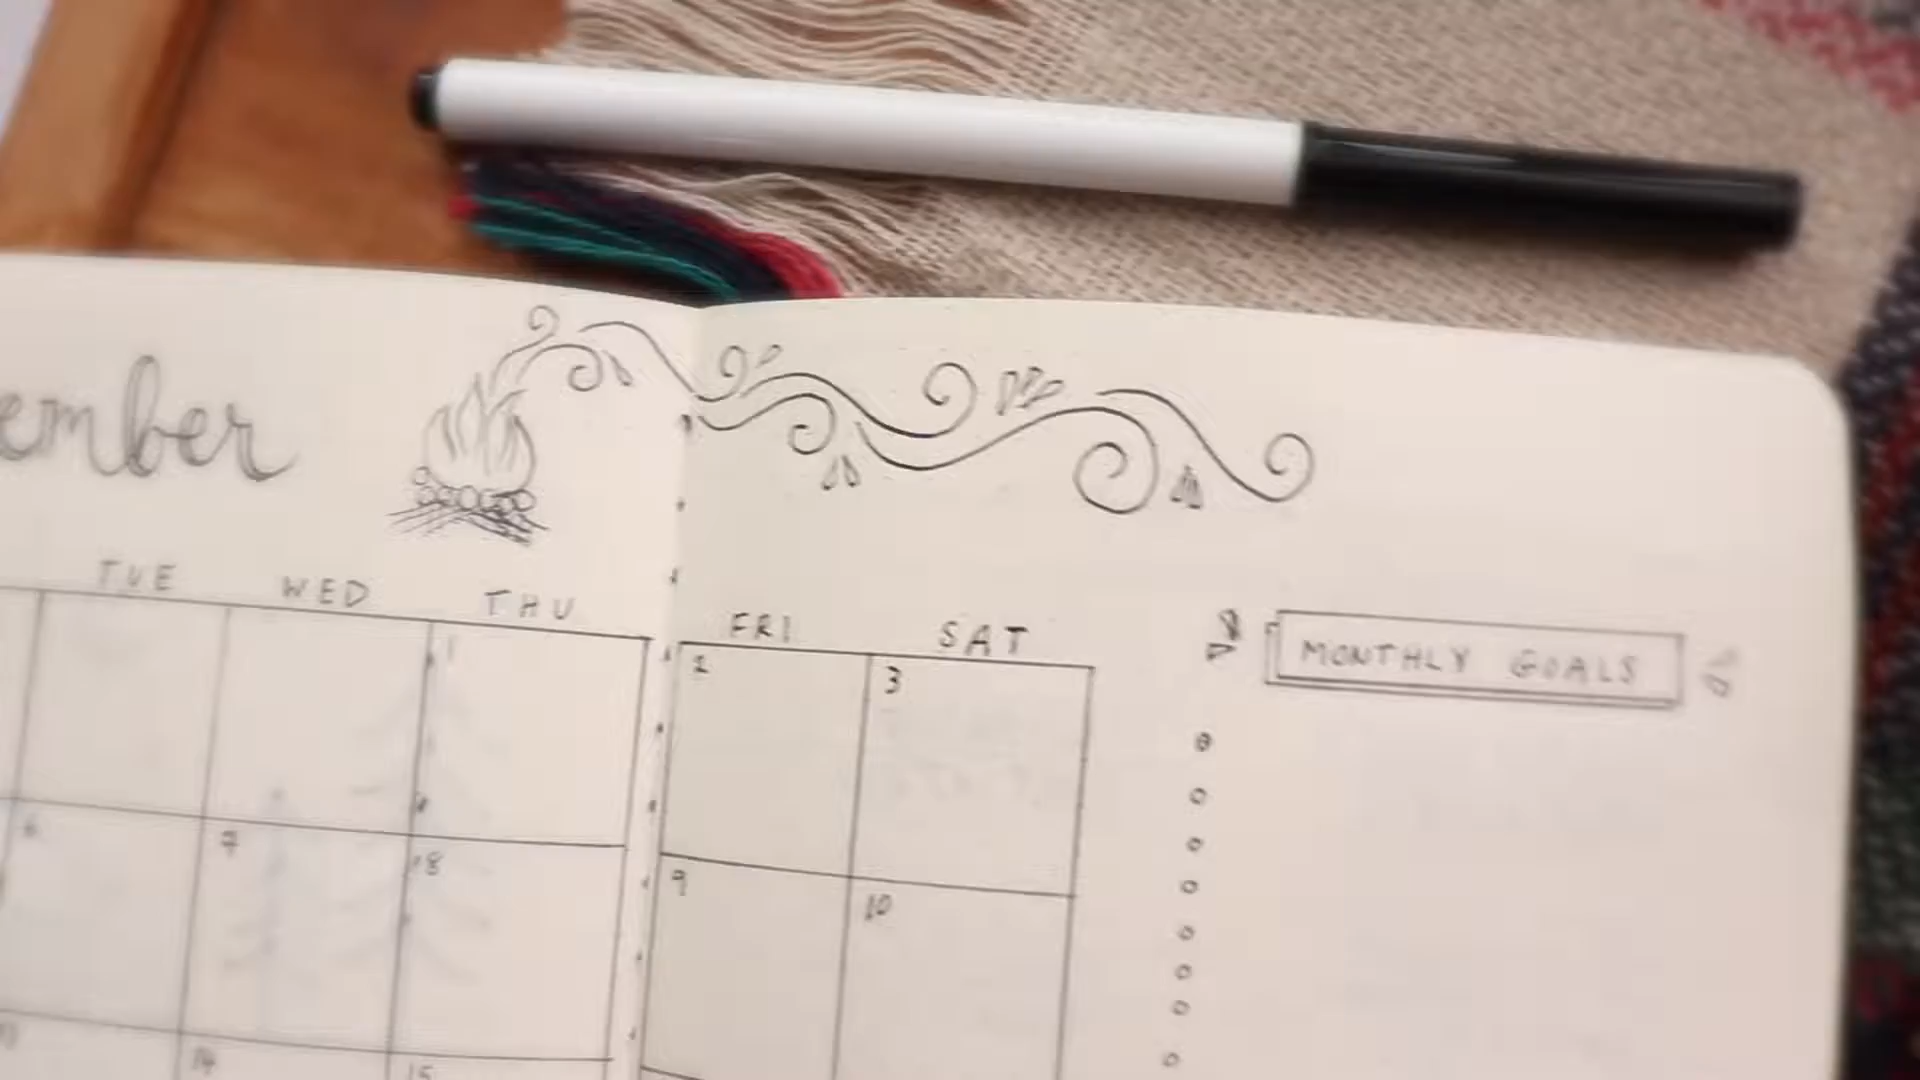 ember
TUE WED THU FRI SAT
MONTHLY GOALS
1 2 3
6 7 8 9 10
14 15